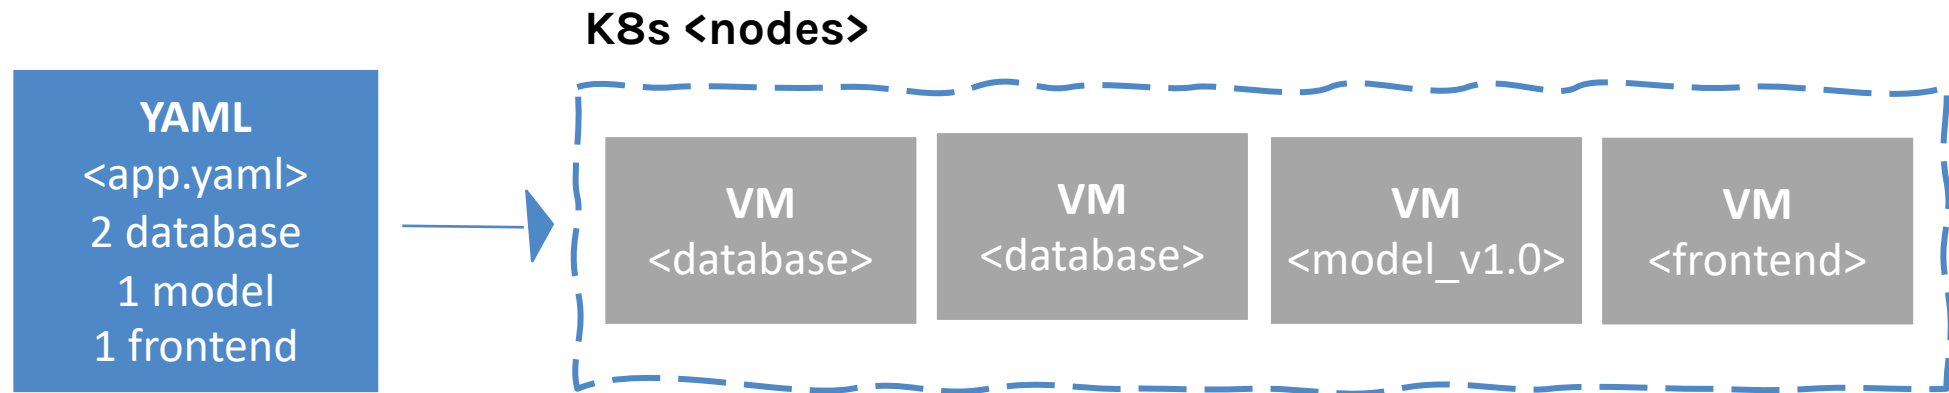 K8s <nodes>
YAML
<app.yaml>
2 database
1 model
1 frontend
VM
<database>
VM
<database>
VM
<model_v1.0>
VM
<frontend>